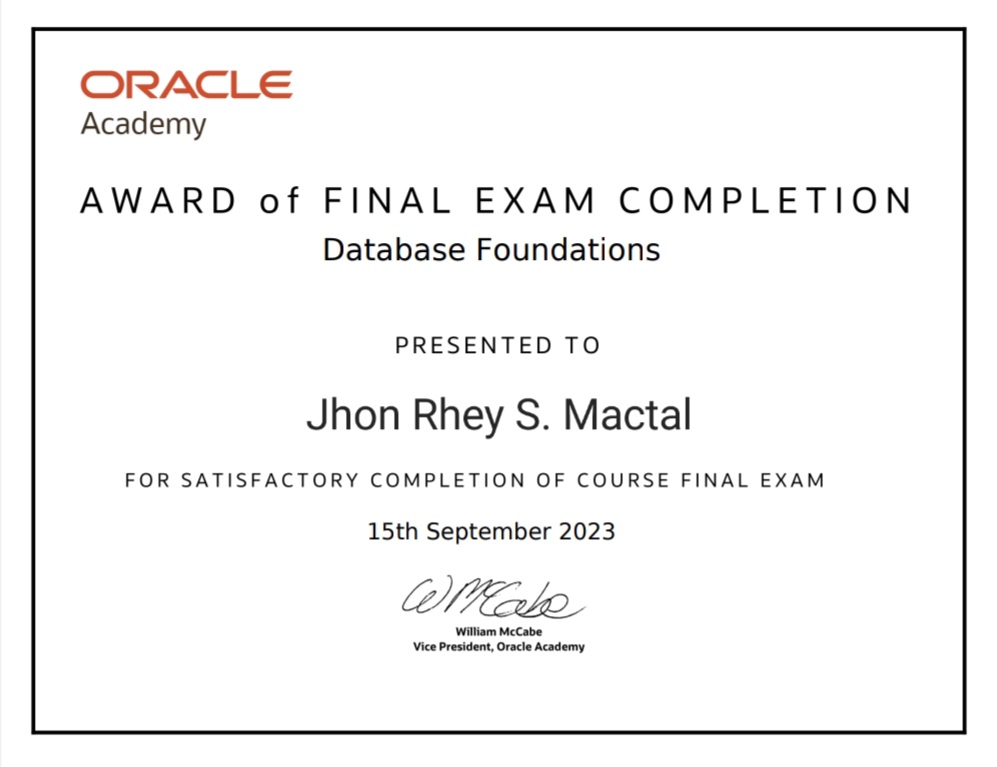 ORACLE
Academy
AWARD of FINAL EXAM COMPLETION
Database Foundations
PRESENTED TO
Jhon Rhey S. Mactal
FOR SATISFACTORY COMPLETION OF COURSE FINAL EXAM
15th September 2023
W McCabe
William McCabe
Vice President, Oracle Academy